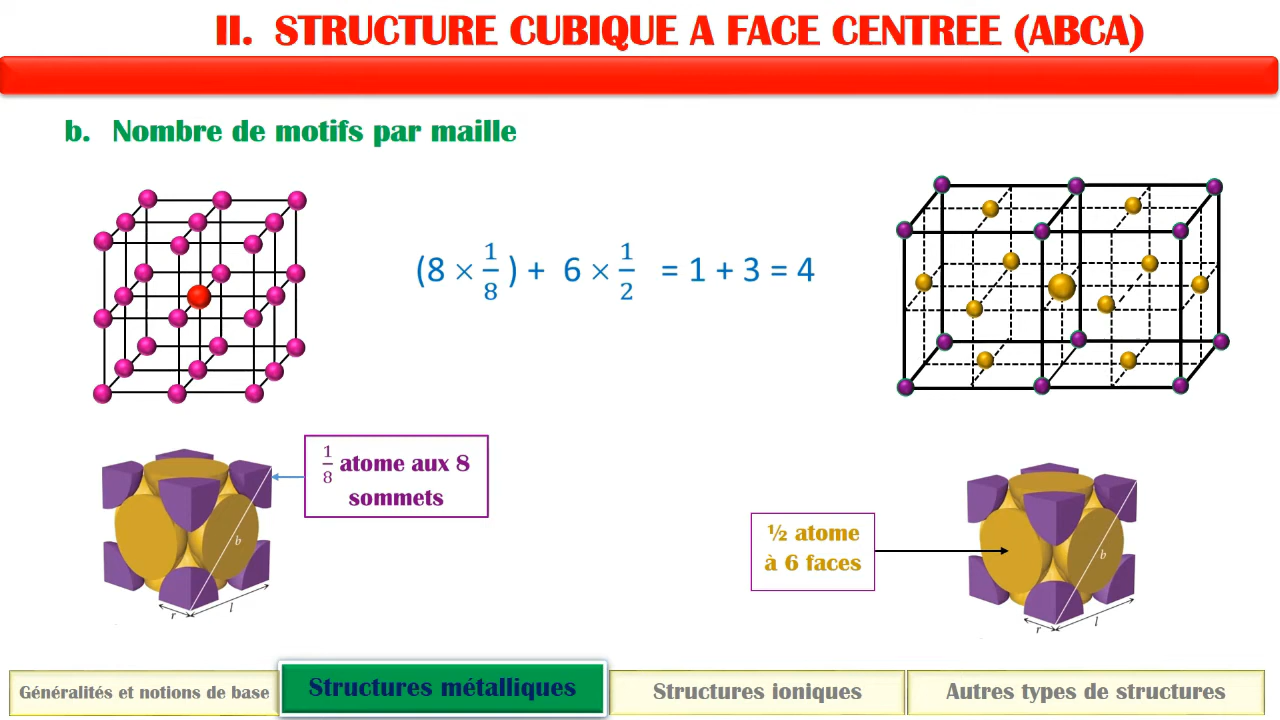 II. STRUCTURE CUBIQUE A FACE CENTREE (ABCA)
b. Nombre de motifs par maille
(8 × 1/8 ) + 6 × 1/2 = 1 + 3 = 4
1/8 atome aux 8
sommets
b
r
l
½ atome
à 6 faces
b
r
l
Généralités et notions de base
Structures métalliques
Structures ioniques
Autres types de structures